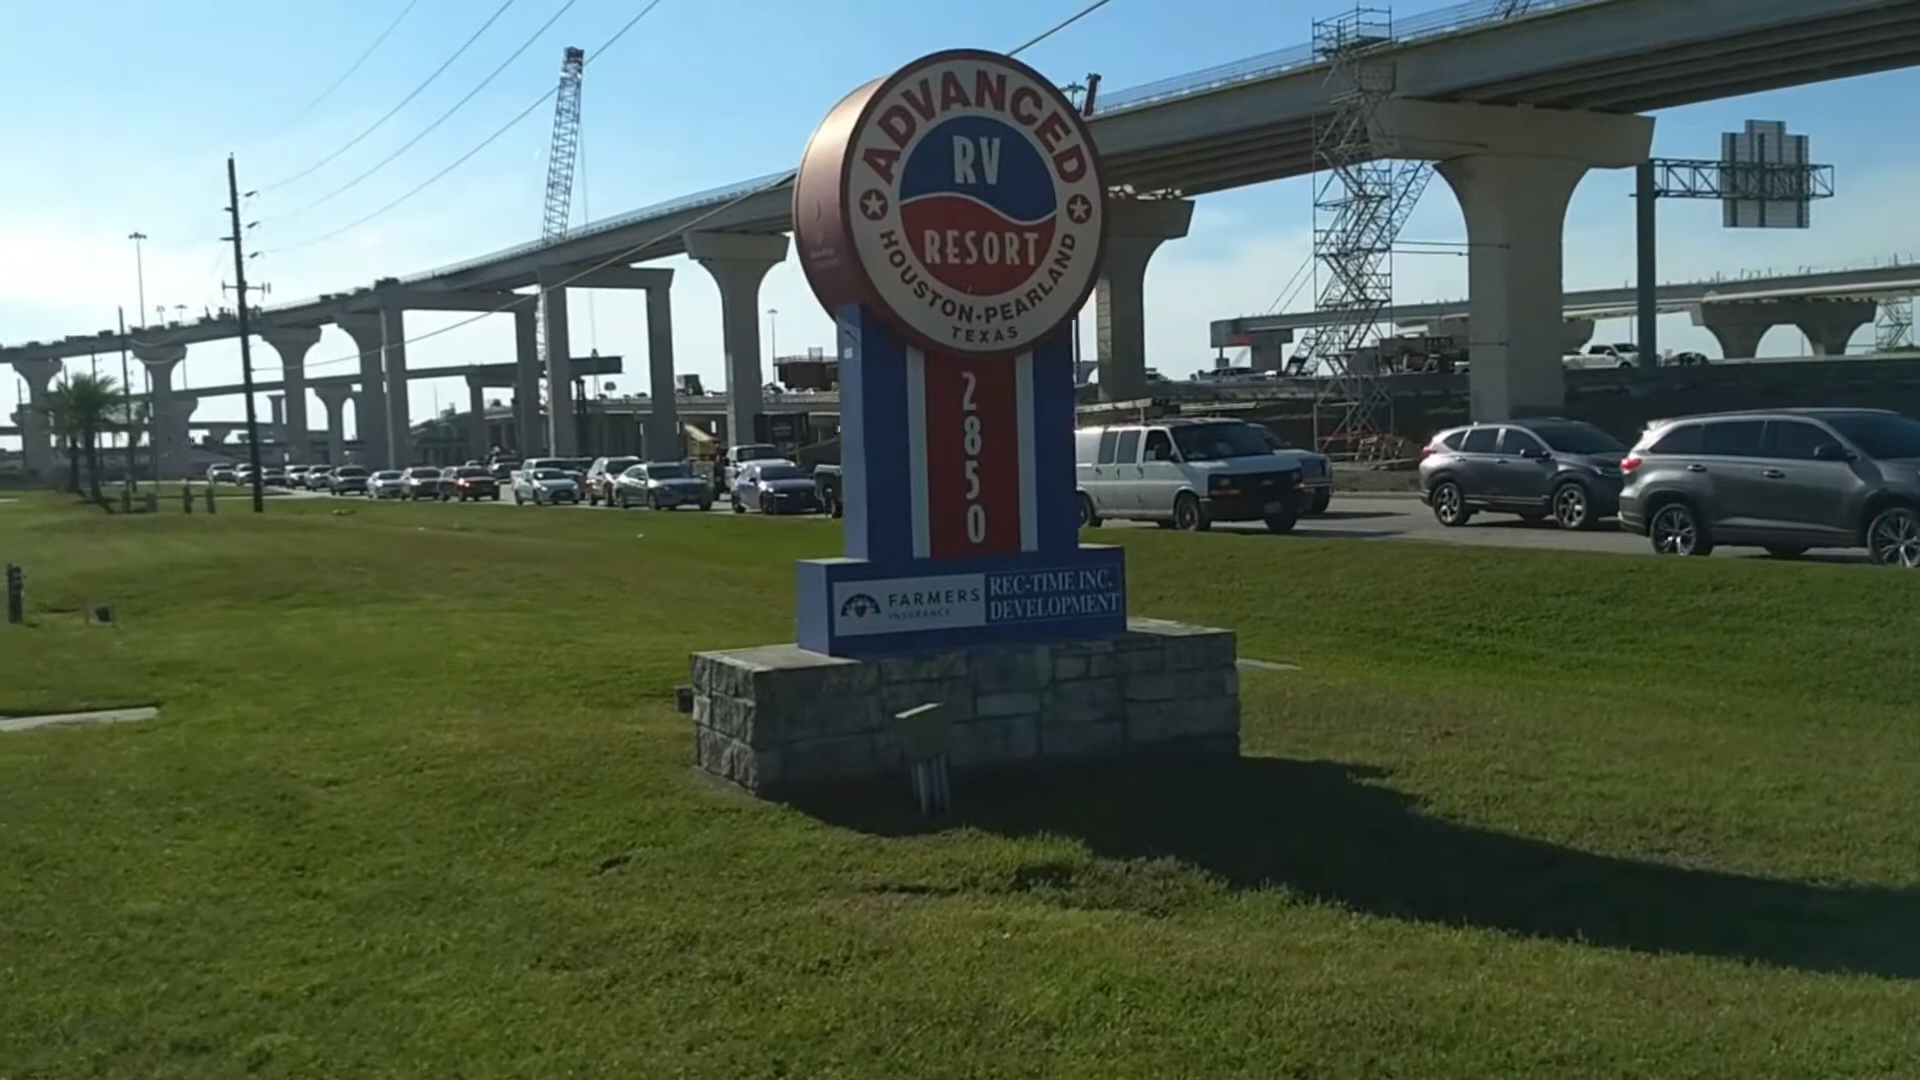 ADVANCED
RV
RESORT
HOUSTON-PEARLAND
TEXAS
2850
FARMERS
INSURANCE
REC-TIME INC.
DEVELOPMENT